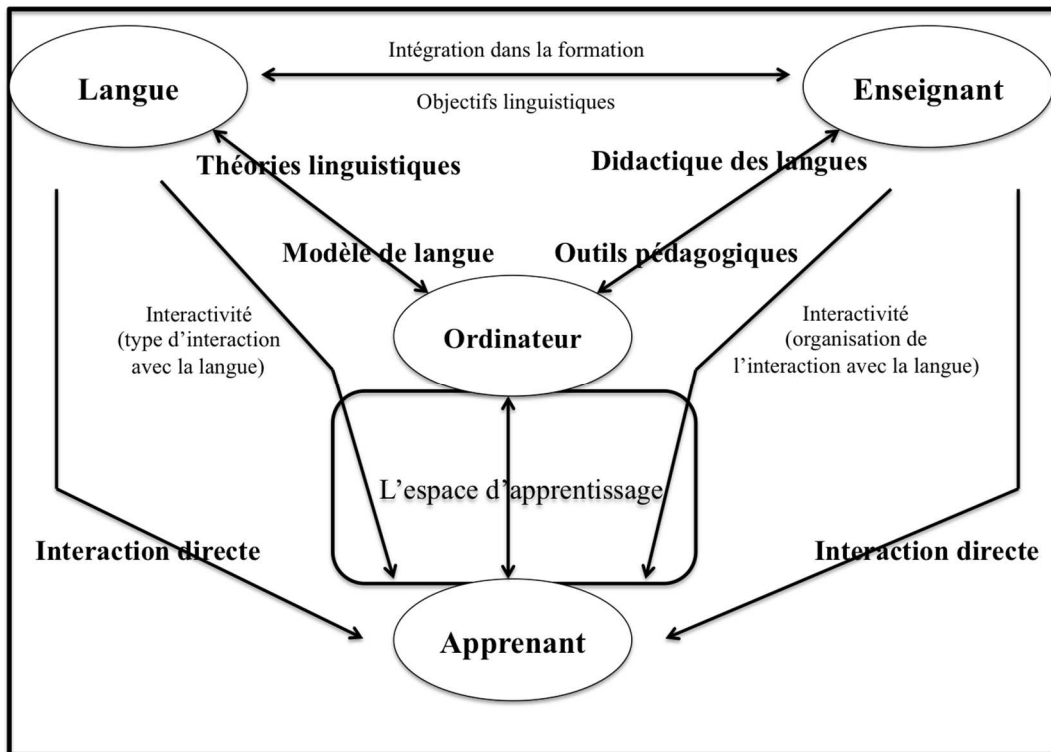 Intégration dans la formation
Langue
Enseignant
Objectifs linguistiques
Théories linguistiques
Didactique des langues
Modèle de langue
Outils pédagogiques
Interactivité
(type d’interaction
avec la langue)
Ordinateur
Interactivité
(organisation de
l’interaction avec la langue)
L’espace d’apprentissage
Interaction directe
Interaction directe
Apprenant